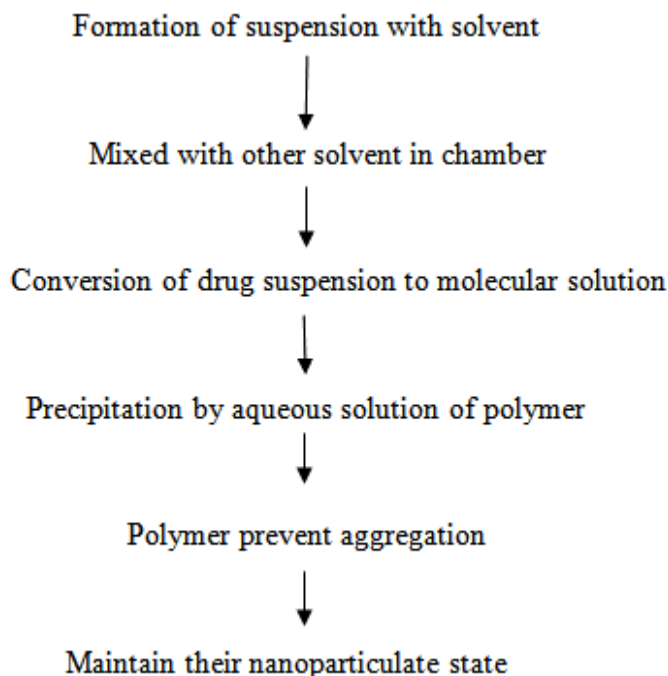 Formation of suspension with solvent
Mixed with other solvent in chamber
Conversion of drug suspension to molecular solution
Precipitation by aqueous solution of polymer
Polymer prevent aggregation
Maintain their nanoparticulate state